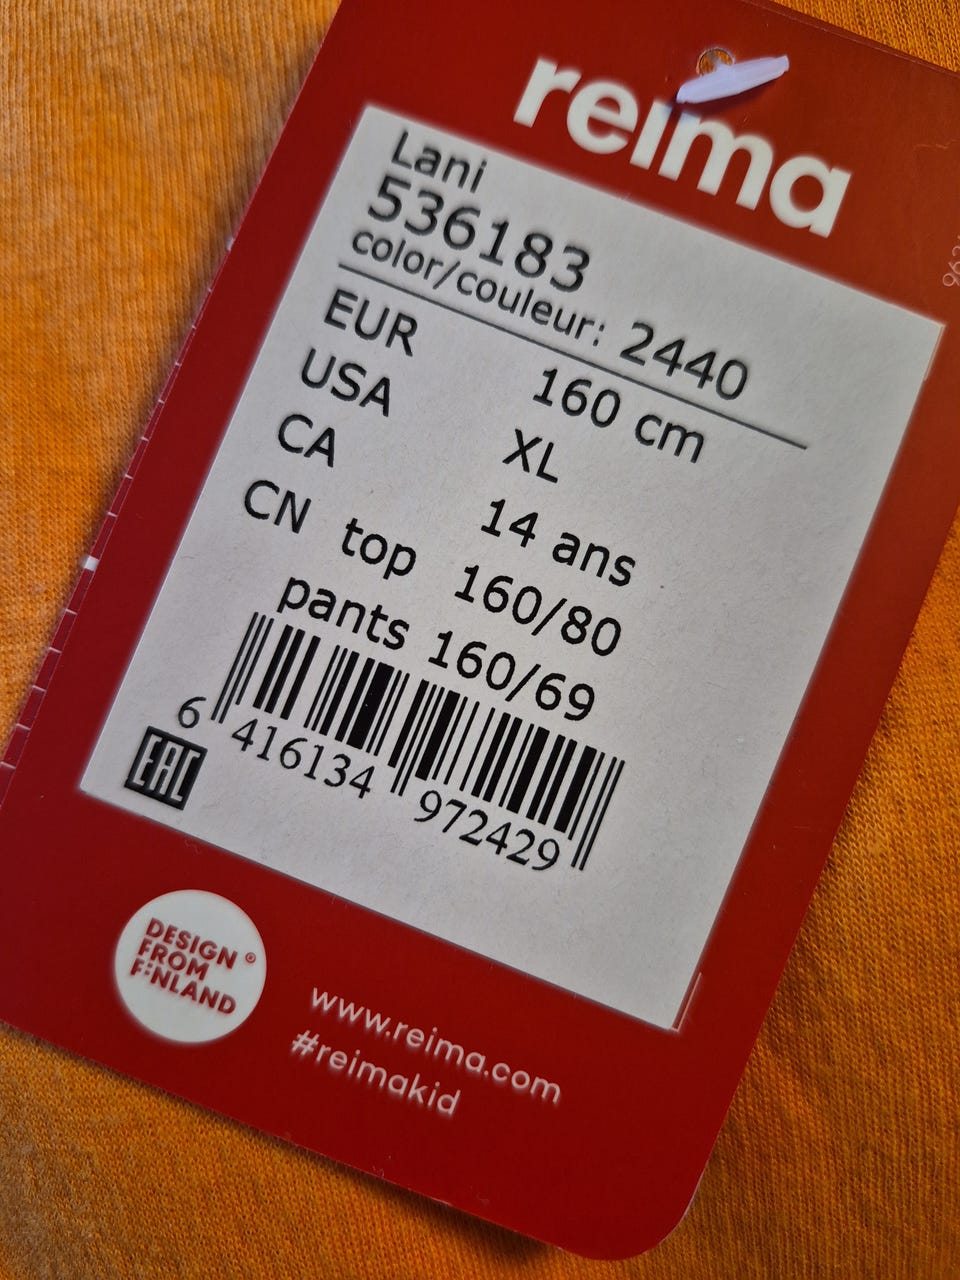 reima
Lani
536183
color/couleur: 2440
EUR 160 cm
USA XL
CA 14 ans
CN top 160/80
pants 160/69
6 416134 972429
EAC
DESIGN ®
FROM
FINLAND
www.reima.com
#reimakid